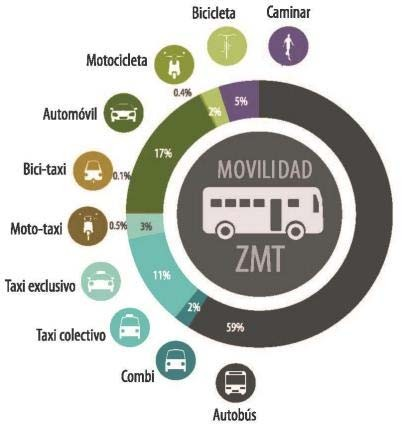 Bicicleta
Caminar
Motocicleta
0.4%
2%
5%
Automóvil
17%
MOVILIDAD
ZMT
Bici-taxi
0.1%
Moto-taxi
0.5%
3%
Taxi exclusivo
11%
Taxi colectivo
2%
59%
Combi
Autobús